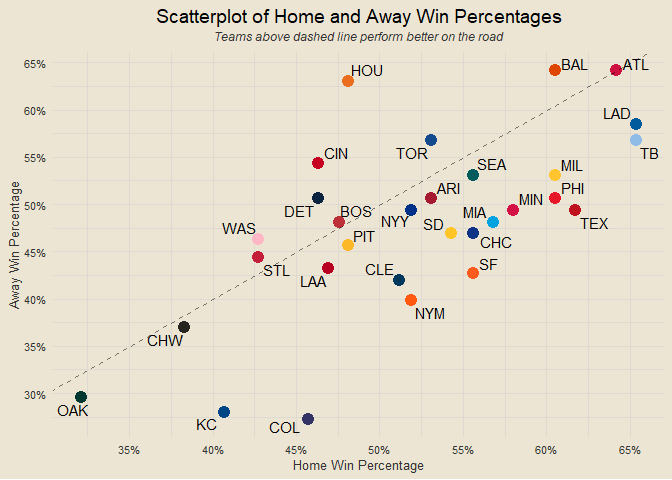 Scatterplot of Home and Away Win Percentages
Teams above dashed line perform better on the road
65%
60%
55%
50%
45%
40%
35%
30%
Away Win Percentage
HOU
BAL
ATL
LAD
TB
TOR
CIN
SEA
MIL
DET
BOS
NYY
ARI
PHI
MIN
MIA
TEX
SD
CHC
WAS
PIT
STL
LAA
CLE
SF
NYM
CHW
OAK
KC
COL
35%
40%
45%
50%
55%
60%
65%
Home Win Percentage